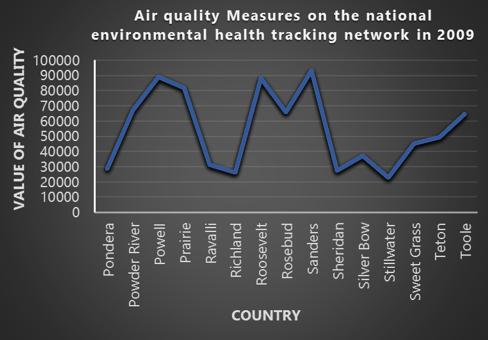 Air quality Measures on the national
environmental health tracking network in 2009
VALUE OF AIR QUALITY
100000
90000
80000
70000
60000
50000
40000
30000
20000
10000
0
Pondera
Powder River
Powell
Prairie
Ravalli
Richland
Roosevelt
Rosebud
Sanders
Sheridan
Silver Bow
Stillwater
Sweet Grass
Teton
Toole
COUNTRY